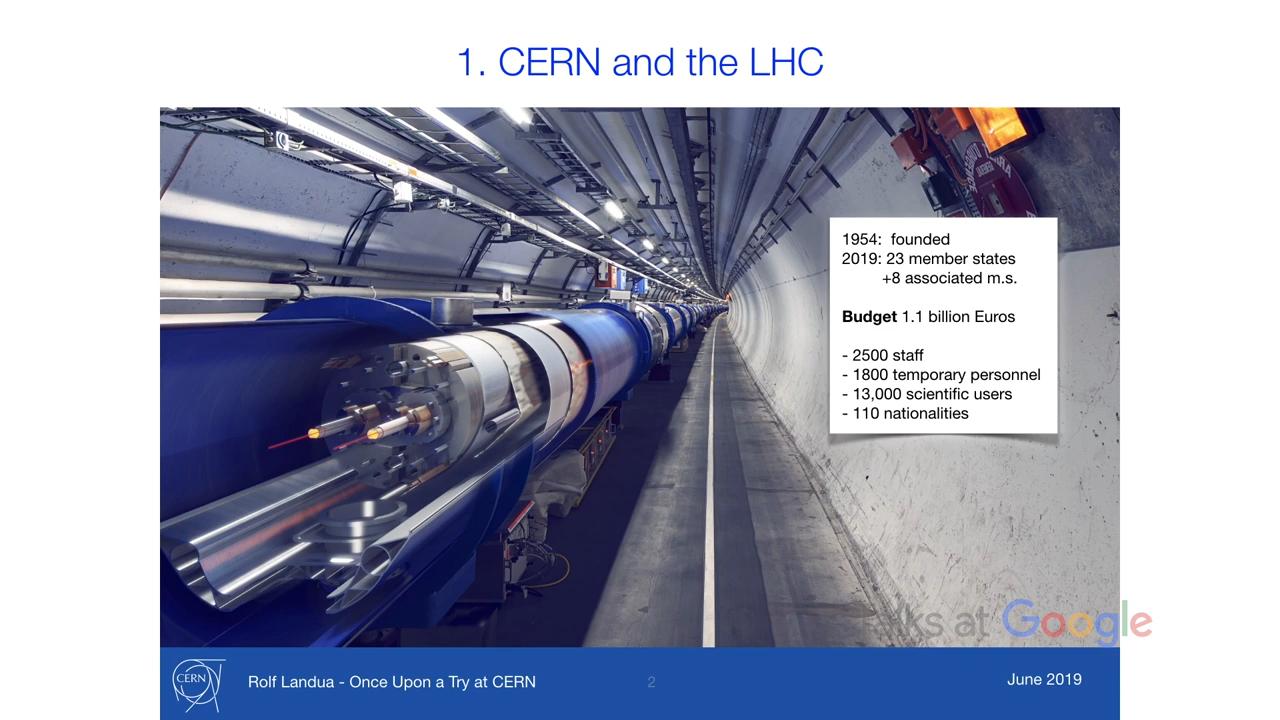 1. CERN and the LHC
1954: founded
2019: 23 member states
+8 associated m.s.
Budget 1.1 billion Euros
- 2500 staff
- 1800 temporary personnel
- 13,000 scientific users
- 110 nationalities
alks at Google
CERN
Rolf Landua - Once Upon a Try at CERN
2
June 2019